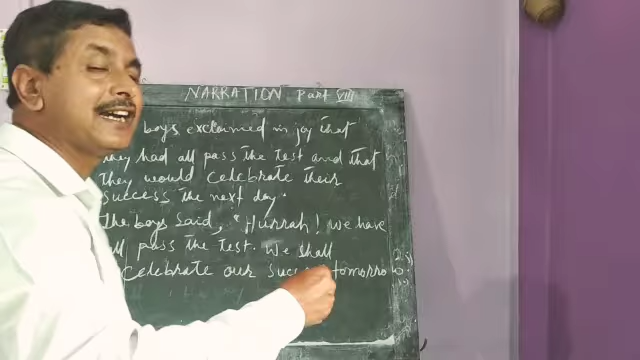 NARRATION Part VIII
boys exclaimed in joy that
they had all pass the test and that
they would celebrate their
success the next day.
The boys said, "Hurrah! we have
all pass the test. We shall
celebrate our success tomorrow.